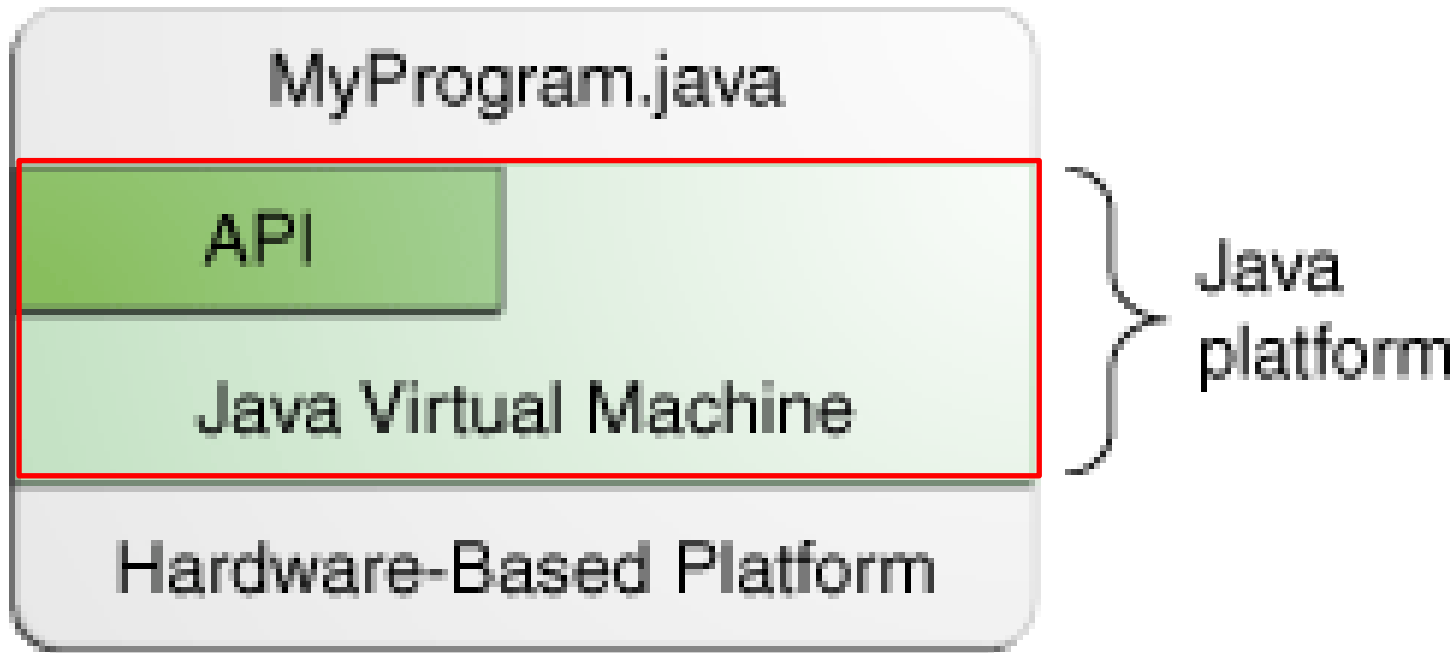 MyProgram.java
API
Java Virtual Machine
Java
platform
Hardware-Based Platform